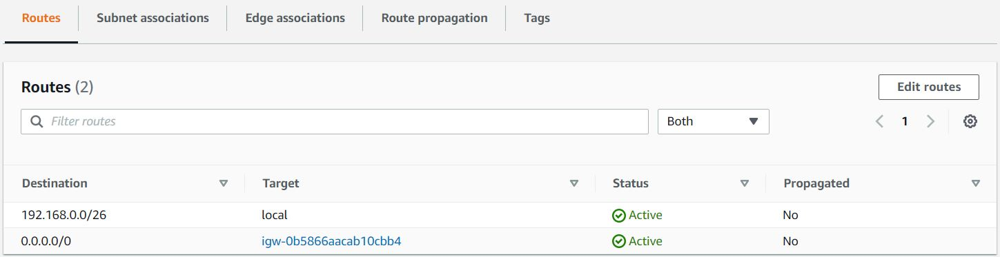 Routes Subnet associations Edge associations Route propagation Tags
Routes (2) Edit routes
Filter routes Both 1
Destination Target Status Propagated
192.168.0.0/26 local Active No
0.0.0.0/0 igw-0b5866aacab10cbb4 Active No